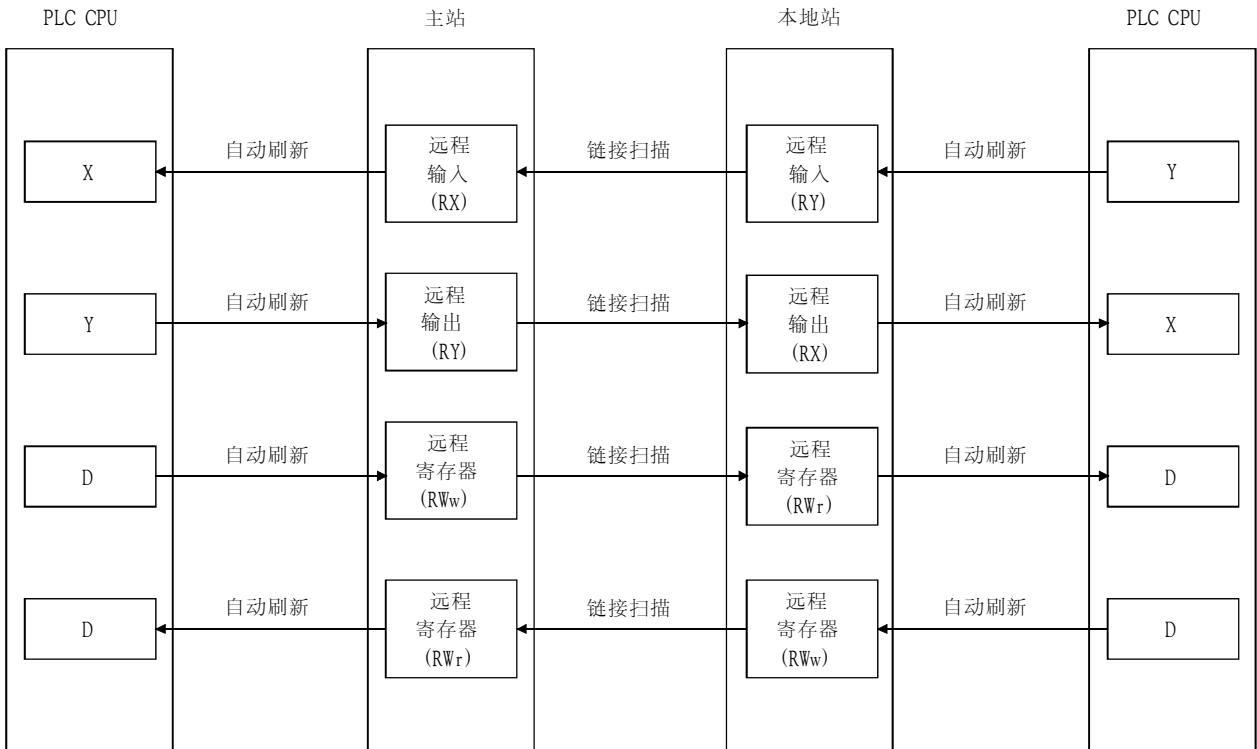 PLC CPU
主站
本地站
PLC CPU
X
自动刷新
远程
输入
(RX)
链接扫描
远程
输入
(RY)
自动刷新
Y
Y
自动刷新
远程
输出
(RY)
链接扫描
远程
输出
(RX)
自动刷新
X
D
自动刷新
远程
寄存器
(RWw)
链接扫描
远程
寄存器
(RWr)
自动刷新
D
D
自动刷新
远程
寄存器
(RWr)
链接扫描
远程
寄存器
(RWw)
自动刷新
D